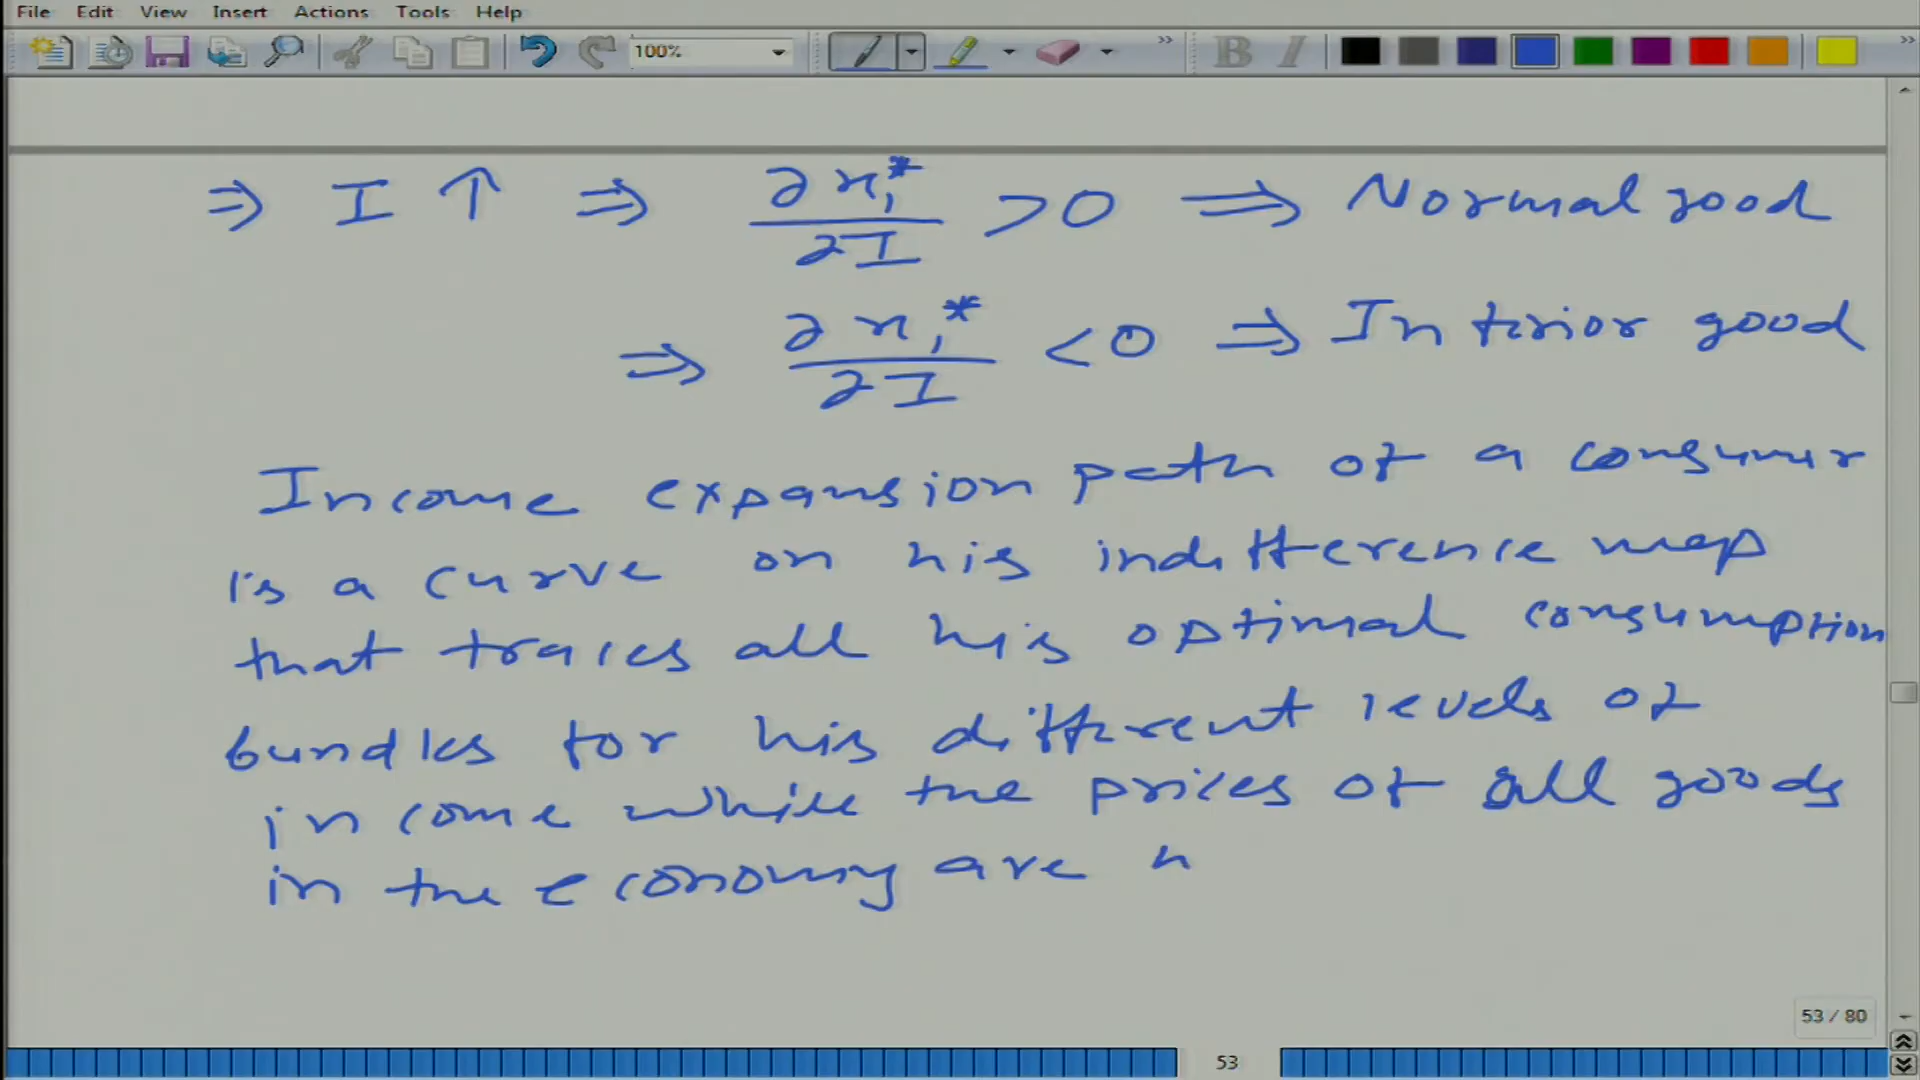 File Edit View Insert Actions Tools Help
100%
⇒ I ↑ ⇒ ∂x₁*/∂I > 0 ⇒ Normal good
⇒ ∂x₁*/∂I < 0 ⇒ Inferior good
Income expansion path of a consumer
is a curve on his indifference map
that traces all his optimal consumption
bundles for his different levels of
income while the prices of all goods
in the economy are
53 / 80
53